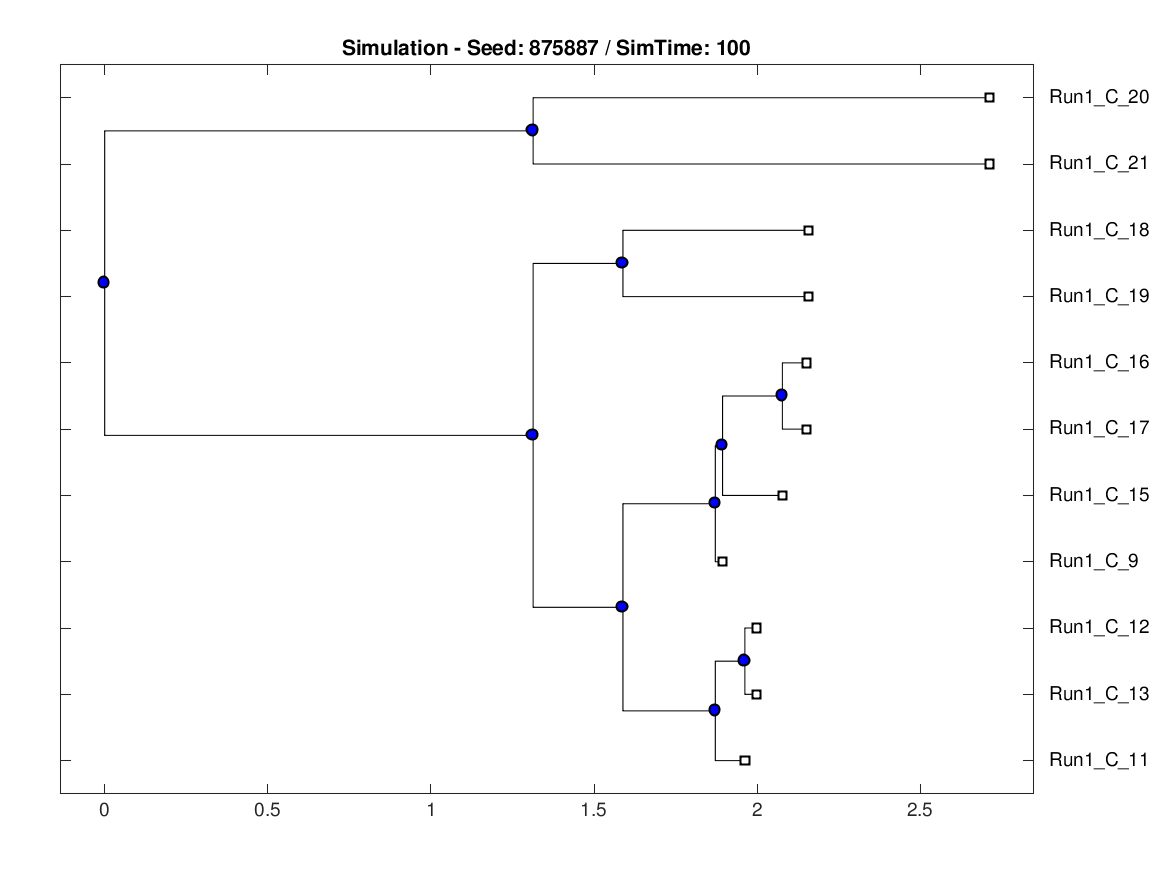 Simulation - Seed: 875887 / SimTime: 100
Run1_C_20
Run1_C_21
Run1_C_18
Run1_C_19
Run1_C_16
Run1_C_17
Run1_C_15
Run1_C_9
Run1_C_12
Run1_C_13
Run1_C_11
0 0.5 1 1.5 2 2.5